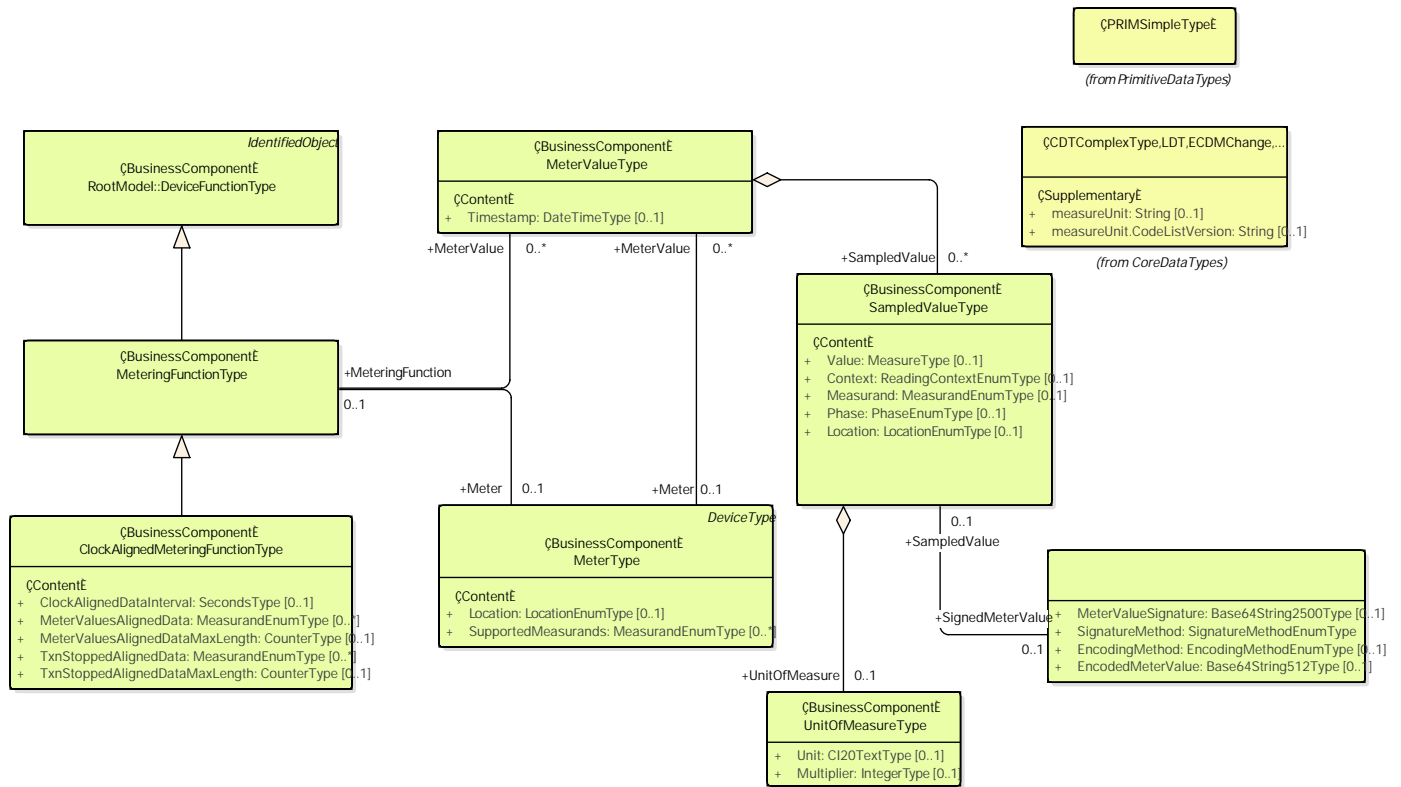 ÇPRIMSimpleTypeÈ
(from PrimitiveDataTypes)
IdentifiedObject
ÇBusinessComponentÈ
RootModel::DeviceFunctionType
ÇBusinessComponentÈ
MeterValueType
ÇContentÈ
+ Timestamp: DateTimeType [0..1]
ÇCDTComplexType,LDT,ECDMChange,...
ÇSupplementaryÈ
+ measureUnit: String [0..1]
+ measureUnit.CodeListVersion: String [0..1]
(from CoreDataTypes)
+MeterValue 0..*
+MeterValue 0..*
+SampledValue 0..*
ÇBusinessComponentÈ
SampledValueType
ÇContentÈ
+ Value: MeasureType [0..1]
+ Context: ReadingContextEnumType [0..1]
+ Measurand: MeasurandEnumType [0..1]
+ Phase: PhaseEnumType [0..1]
+ Location: LocationEnumType [0..1]
ÇBusinessComponentÈ
MeteringFunctionType
+MeteringFunction
0..1
+Meter 0..1
+Meter 0..1
ÇBusinessComponentÈ
ClockAlignedMeteringFunctionType
ÇContentÈ
+ ClockAlignedDataInterval: SecondsType [0..1]
+ MeterValuesAlignedData: MeasurandEnumType [0..*]
+ MeterValuesAlignedDataMaxLength: CounterType [0..1]
+ TxnStoppedAlignedData: MeasurandEnumType [0..*]
+ TxnStoppedAlignedDataMaxLength: CounterType [0..1]
DeviceType
ÇBusinessComponentÈ
MeterType
ÇContentÈ
+ Location: LocationEnumType [0..1]
+ SupportedMeasurands: MeasurandEnumType [0..*]
0..1
+SampledValue
+SignedMeterValue
0..1
+ MeterValueSignature: Base64String2500Type [0..1]
+ SignatureMethod: SignatureMethodEnumType
+ EncodingMethod: EncodingMethodEnumType [0..1]
+ EncodedMeterValue: Base64String512Type [0..1]
+UnitOfMeasure 0..1
ÇBusinessComponentÈ
UnitOfMeasureType
+ Unit: CI20TextType [0..1]
+ Multiplier: IntegerType [0..1]